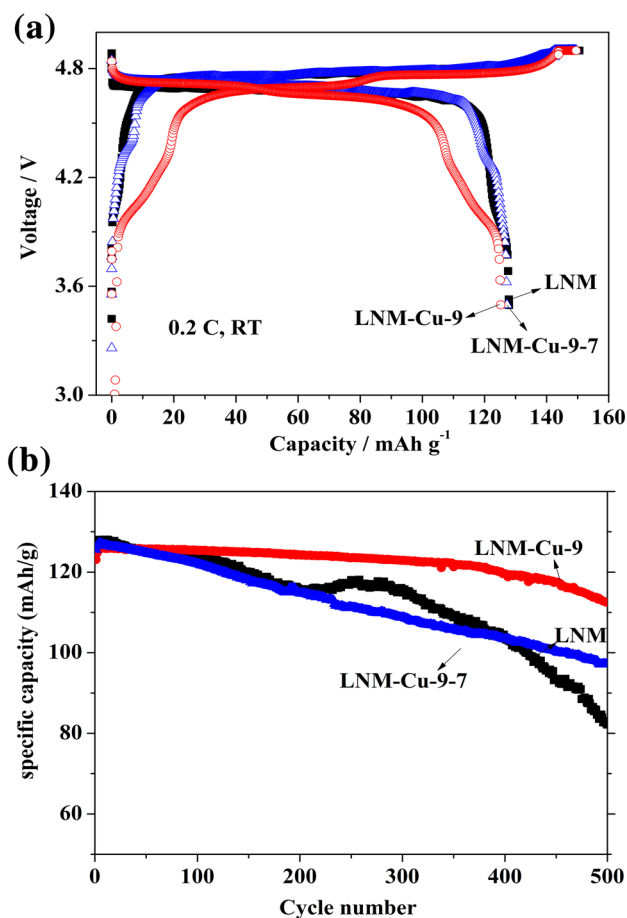 (a)
Voltage / V
4.8
4.2
3.6
3.0
LNM
LNM-Cu-9
LNM-Cu-9-7
0.2 C, RT
0 20 40 60 80 100 120 140 160
Capacity / mAh g-1
(b)
specific capacity (mAh/g)
140
120
100
80
60
LNM-Cu-9
LNM
LNM-Cu-9-7
0 100 200 300 400 500
Cycle number